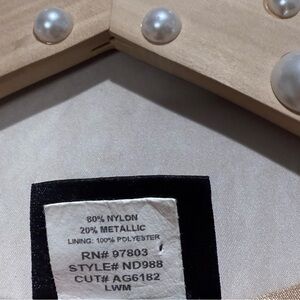 80% NYLON
20% METALLIC
LINING: 100% POLYESTER
RN# 97803
STYLE# ND988
CUT# AG6182
LWM